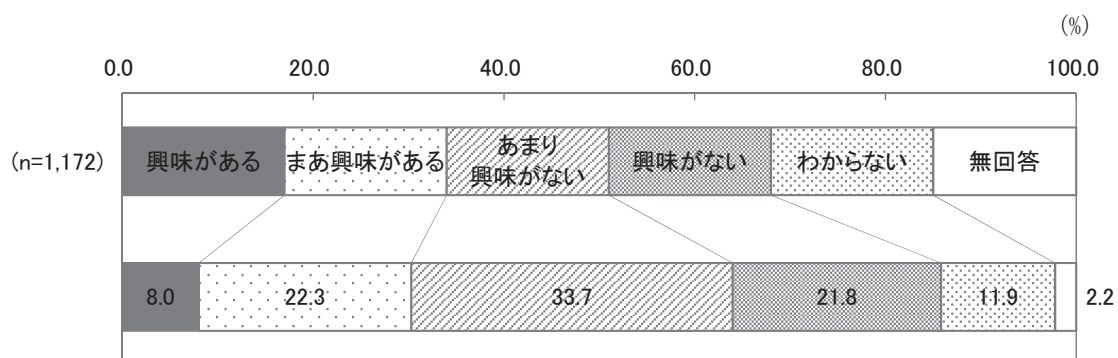 (%)
0.0 20.0 40.0 60.0 80.0 100.0
(n=1,172) 興味がある まあ興味がある あまり 興味がない わからない 無回答
興味がない
8.0 22.3 33.7 21.8 11.9 2.2